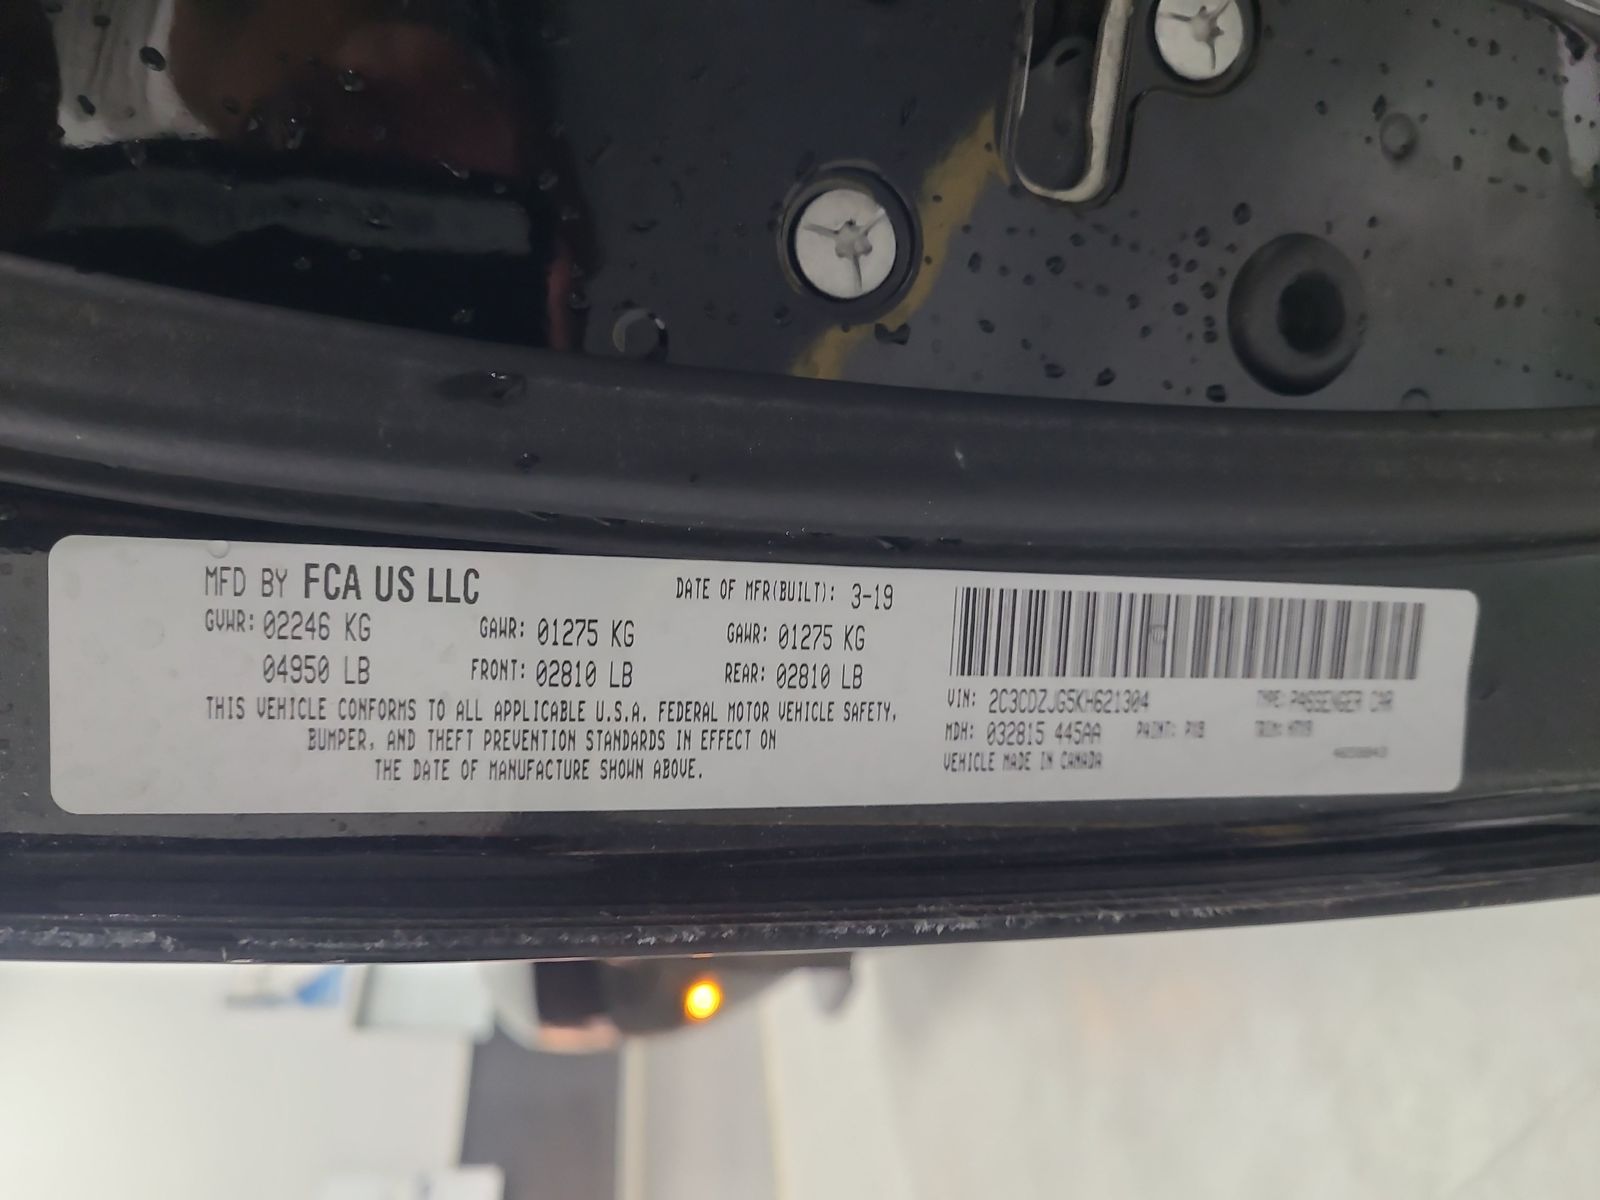 MFD BY FCA US LLC
DATE OF MFR(BUILT): 3-19
GVWR: 02246 KG
04950 LB
GAWR: 01275 KG
FRONT: 02810 LB
GAWR: 01275 KG
REAR: 02810 LB
THIS VEHICLE CONFORMS TO ALL APPLICABLE U.S.A. FEDERAL MOTOR VEHICLE SAFETY,
BUMPER, AND THEFT PREVENTION STANDARDS IN EFFECT ON
THE DATE OF MANUFACTURE SHOWN ABOVE.
VIN: 2C3CDZJG5KH621304
TYPE: PASSENGER CAR
MDH: 032815 445AA
PAINT: PX8
TRIM:
VEHICLE MADE IN CANADA